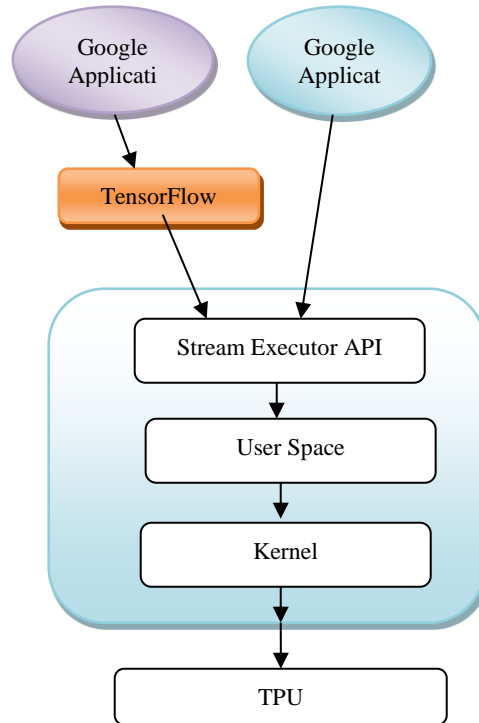 Google
Applicati
Google
Applicat
TensorFlow
Stream Executor API
User Space
Kernel
TPU